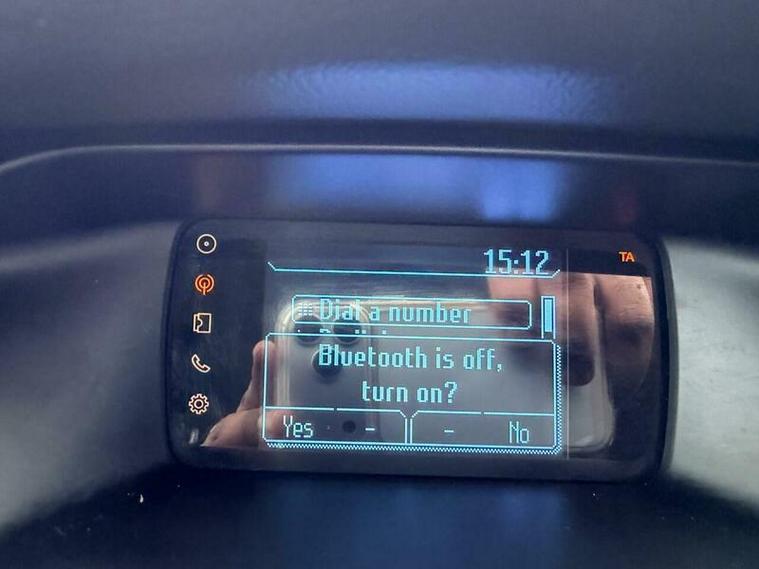 15:12
TA
Dial a number
Bluetooth is off,
turn on?
Yes - - No